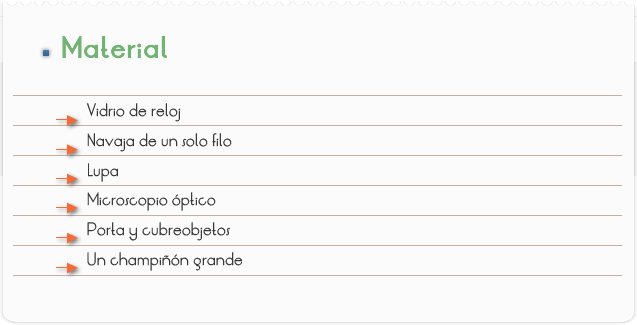 Material
Vidrio de reloj
Navaja de un solo filo
Lupa
Microscopio óptico
Porta y cubreobjetos
Un champiñón grande